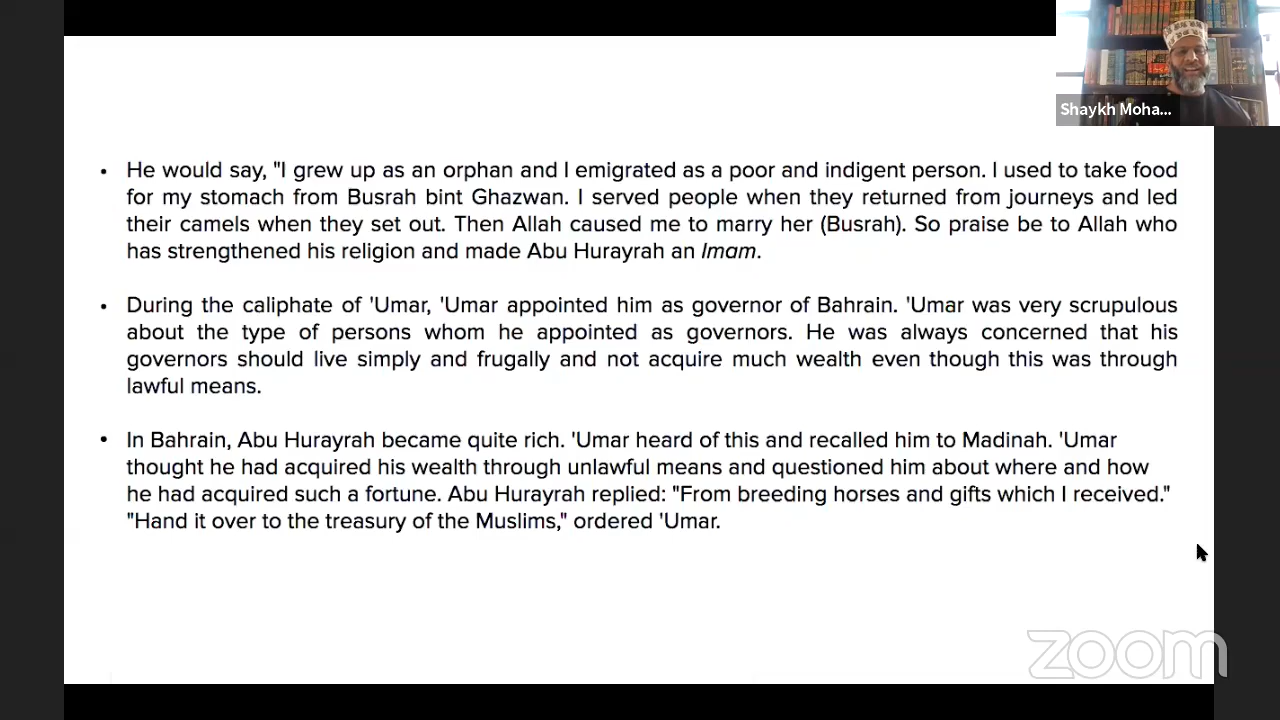 Shaykh Moha...
• He would say, "I grew up as an orphan and I emigrated as a poor and indigent person. I used to take food
for my stomach from Busrah bint Ghazwan. I served people when they returned from journeys and led
their camels when they set out. Then Allah caused me to marry her (Busrah). So praise be to Allah who
has strengthened his religion and made Abu Hurayrah an Imam.
• During the caliphate of 'Umar, 'Umar appointed him as governor of Bahrain. 'Umar was very scrupulous
about the type of persons whom he appointed as governors. He was always concerned that his
governors should live simply and frugally and not acquire much wealth even though this was through
lawful means.
• In Bahrain, Abu Hurayrah became quite rich. 'Umar heard of this and recalled him to Madinah. 'Umar
thought he had acquired his wealth through unlawful means and questioned him about where and how
he had acquired such a fortune. Abu Hurayrah replied: "From breeding horses and gifts which I received."
"Hand it over to the treasury of the Muslims," ordered 'Umar.
zoom